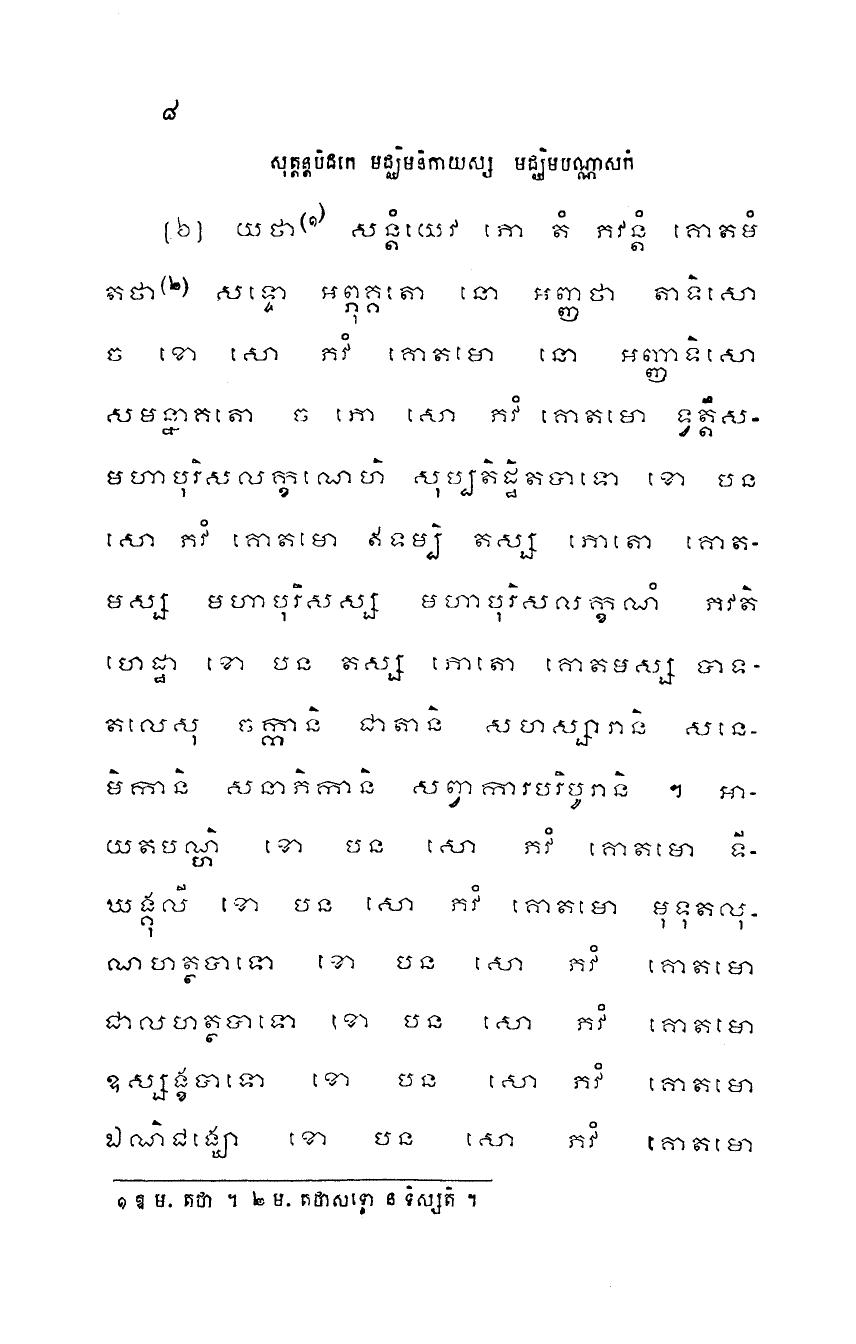 ៨
សុត្តន្តបិដកេ មជ្ឈិមនិកាយស្ស មជ្ឈិមបណ្ណាសកំ
[៦] យថា(១) សន្តំយេវ ភោ តំ ភវន្តំ គោតមំ
តថា(២) សទ្ទោ អព្ភុគ្គតោ នោ អញ្ញថា តាទិសោ
ច ខោ សោ ភវំ គោតមោ នោ អញ្ញាទិសោ
សមន្នាគតោ ច ភោ សោ ភវំ គោតមោ ទ្វត្តឹស-
មហាបុរិសលក្ខណេហិ សុប្បតិដ្ឋិតបាទោ ខោ បន
សោ ភវំ គោតមោ ឥទម្បិ តស្ស ភោតោ គោត-
មស្ស មហាបុរិសស្ស មហាបុរិសលក្ខណំ ភវតិ
ហេដ្ឋា ខោ បន តស្ស ភោតោ គោតមស្ស បាទ-
តលេសុ ចក្កានិ ជាតានិ សហស្សារានិ សនេ-
មិកានិ សនាភិកានិ សព្វាការបរិបូរានិ ។ អា-
យតបណ្ហិ ខោ បន សោ ភវំ គោតមោ ទី-
ឃង្គុលី ខោ បន សោ ភវំ គោតមោ មុទុតលុ-
ណហត្ថបាទោ ខោ បន សោ ភវំ គោតមោ
ជាលហត្ថបាទោ ខោ បន សោ ភវំ គោតមោ
ឧស្សង្ខបាទោ ខោ បន សោ ភវំ គោតមោ
ឯណិជង្ឃោ ខោ បន សោ ភវំ គោតមោ
១ ឱ ម. តថា ។ ២ ម. តថាសទ្ទោ ន ទិស្សតិ ។